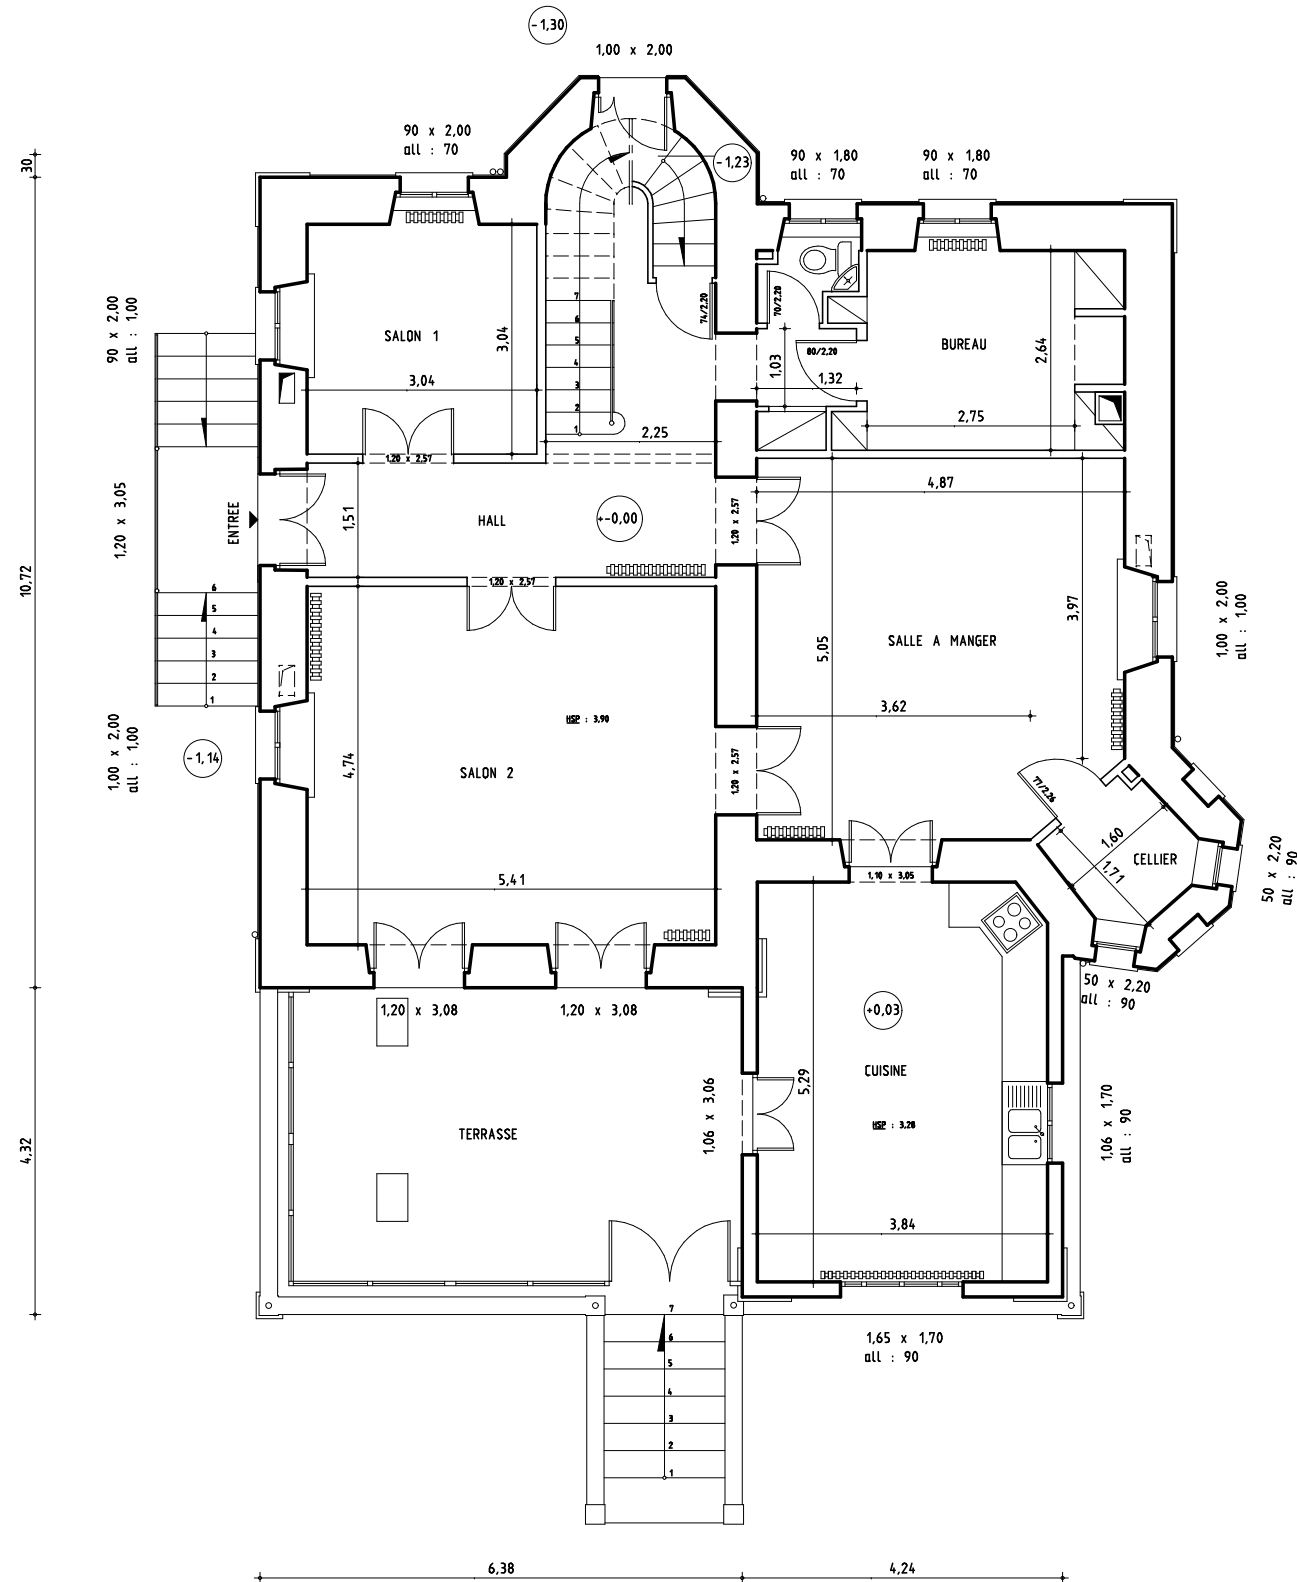 -1,30
1,00 x 2,00
90 x 2,00
all : 70
30
-1,23
90 x 1,80
all : 70
90 x 1,80
all : 70
90 x 2,00
all : 1,00
SALON 1
3,04
3,04
7
6
5
4
3
2
1
74/2,20
70/2,20
80/2,20
1,03
1,32
BUREAU
2,64
2,75
2,25
1,20 x 2,57
4,87
1,20 x 3,05
ENTREE
1,51
HALL
+-0,00
1,20 x 2,57
1,20 x 2,57
10,72
6
5
4
3
2
1
5,05
SALLE A MANGER
3,97
1,00 x 2,00
all : 1,00
3,62
HSP : 3,90
1,00 x 2,00
all : 1,00
-1,14
4,74
SALON 2
1,20 x 2,57
77/2,26
1,60
1,71
CELLIER
50 x 2,20
all : 90
5,41
1,10 x 3,05
50 x 2,20
all : 90
1,20 x 3,08
1,20 x 3,08
+0,03
CUISINE
5,29
1,06 x 3,06
HSP : 3,28
1,06 x 1,70
all : 90
4,32
TERRASSE
3,84
7
6
5
4
3
2
1
1,65 x 1,70
all : 90
6,38
4,24